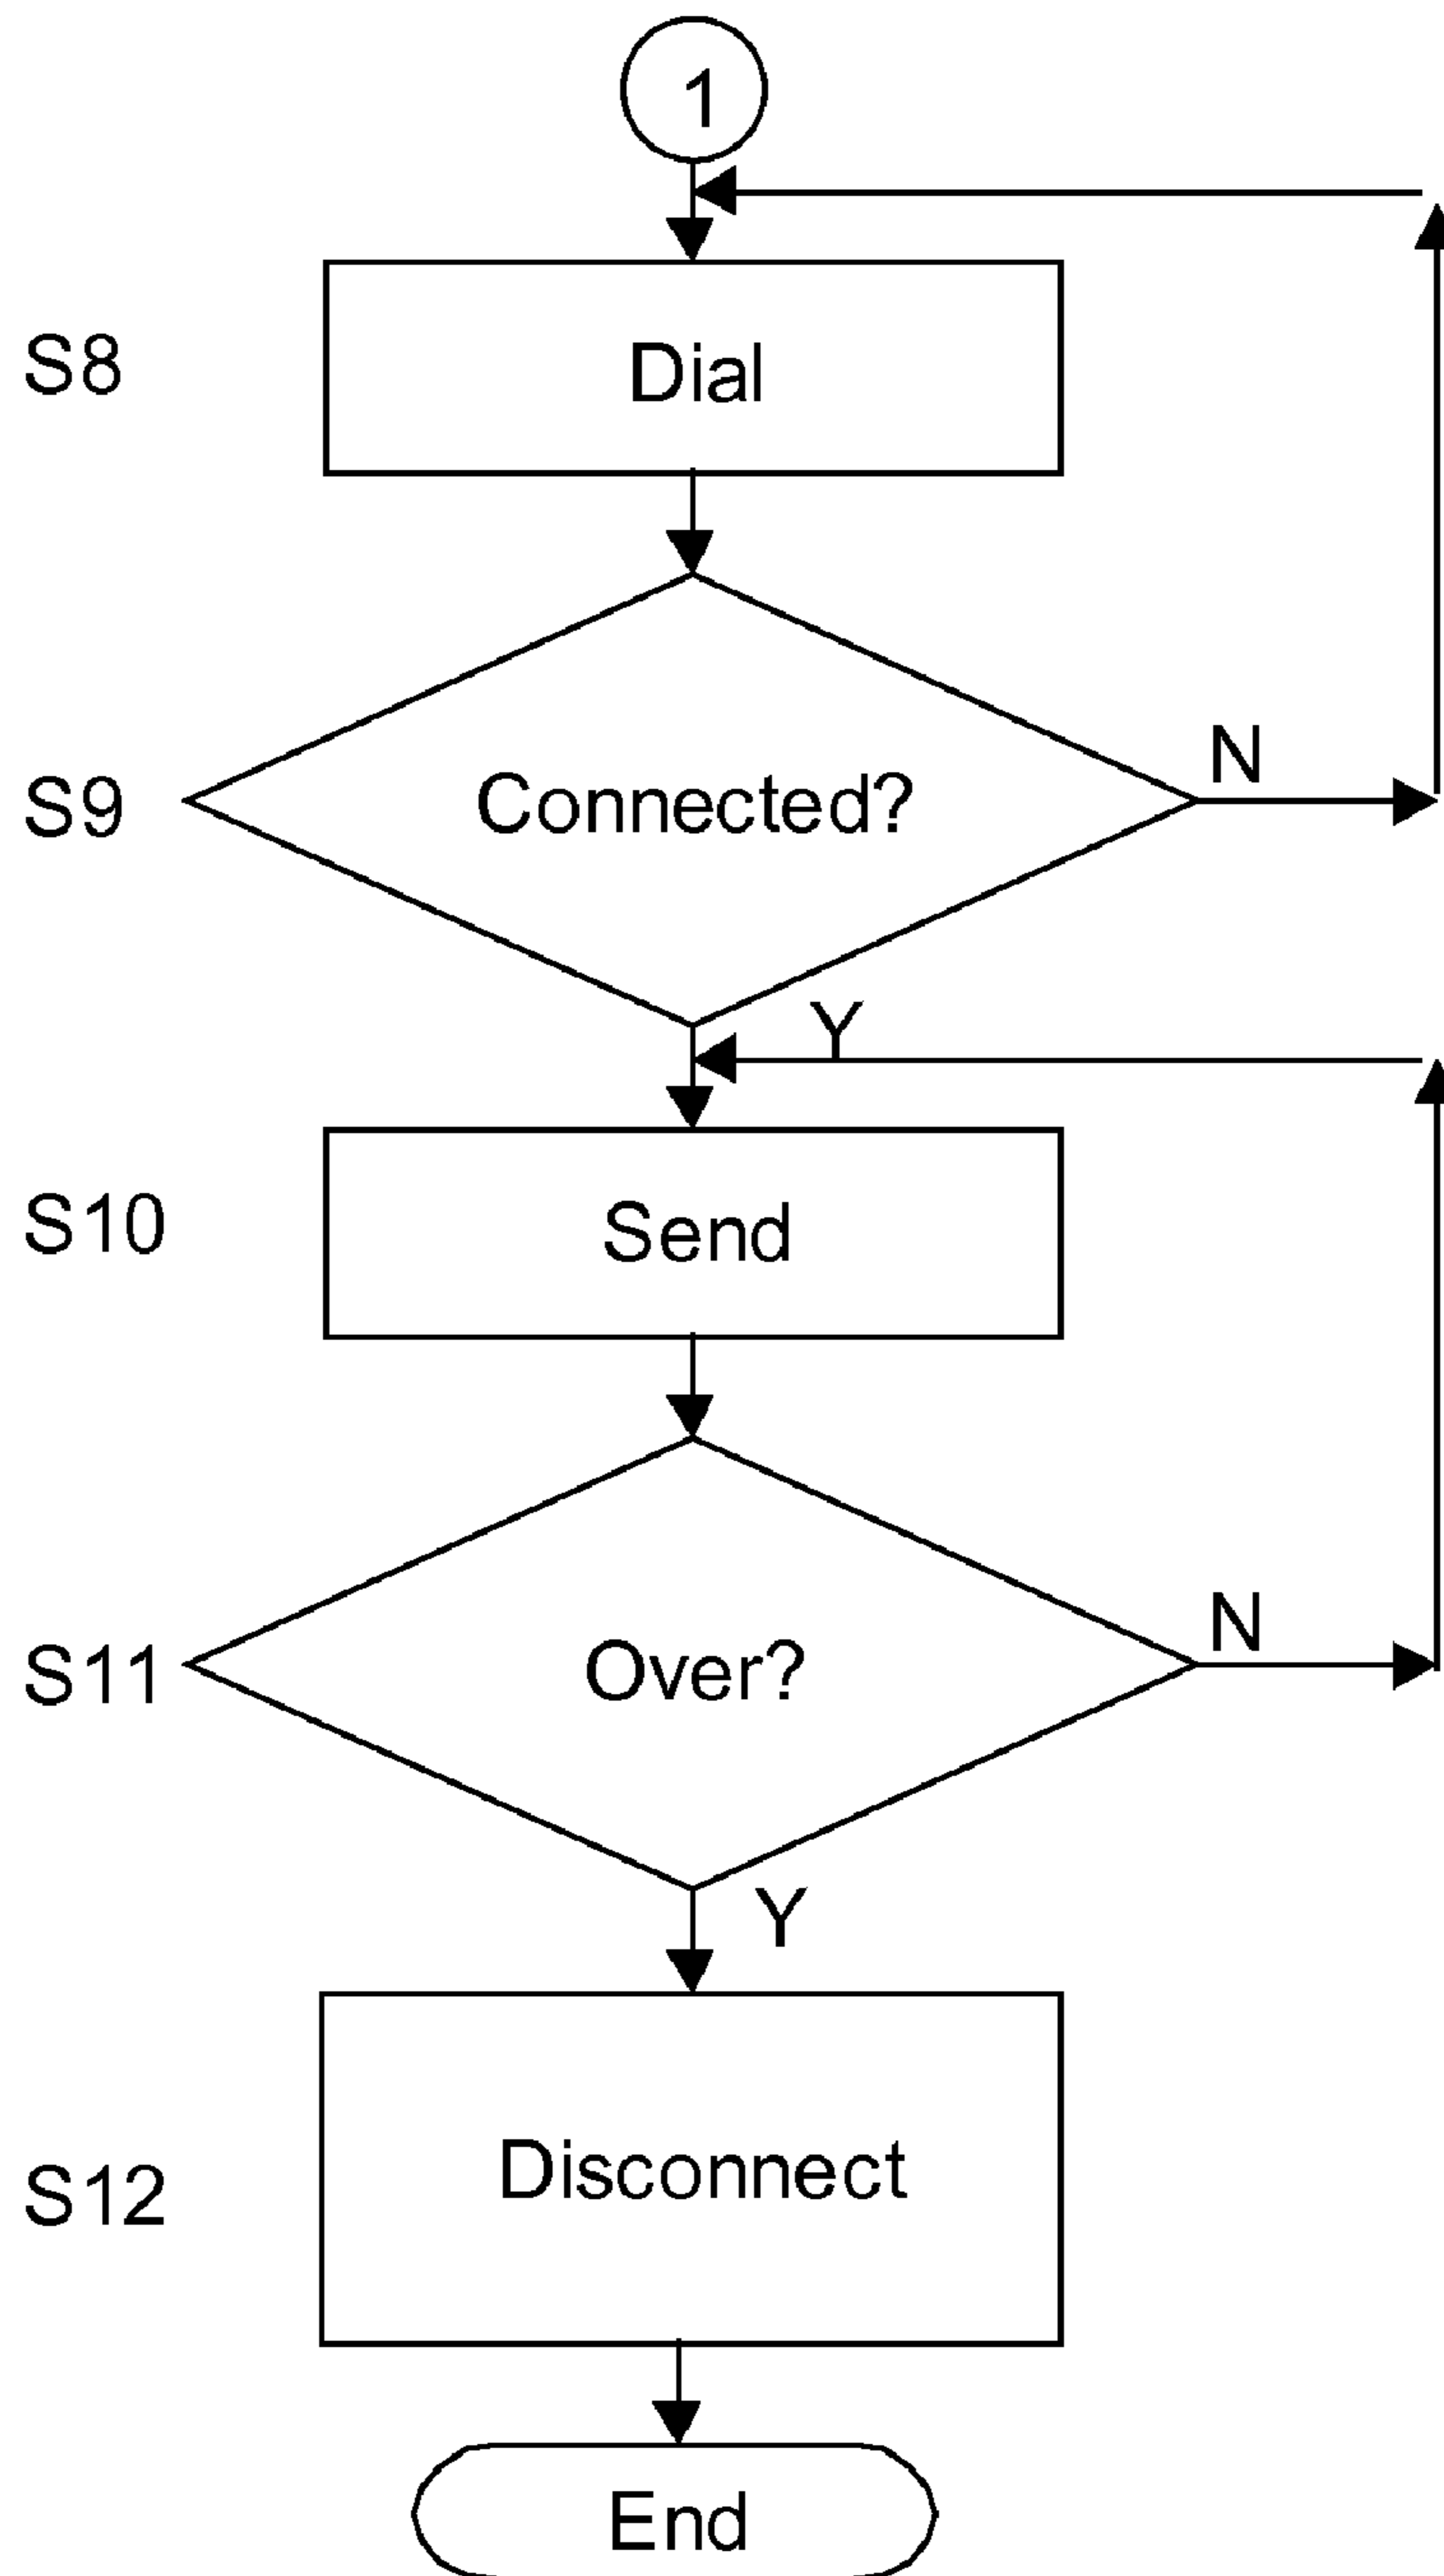 1
S8
Dial
S9
Connected?
N
Y
S10
Send
S11
Over?
N
Y
S12
Disconnect
End